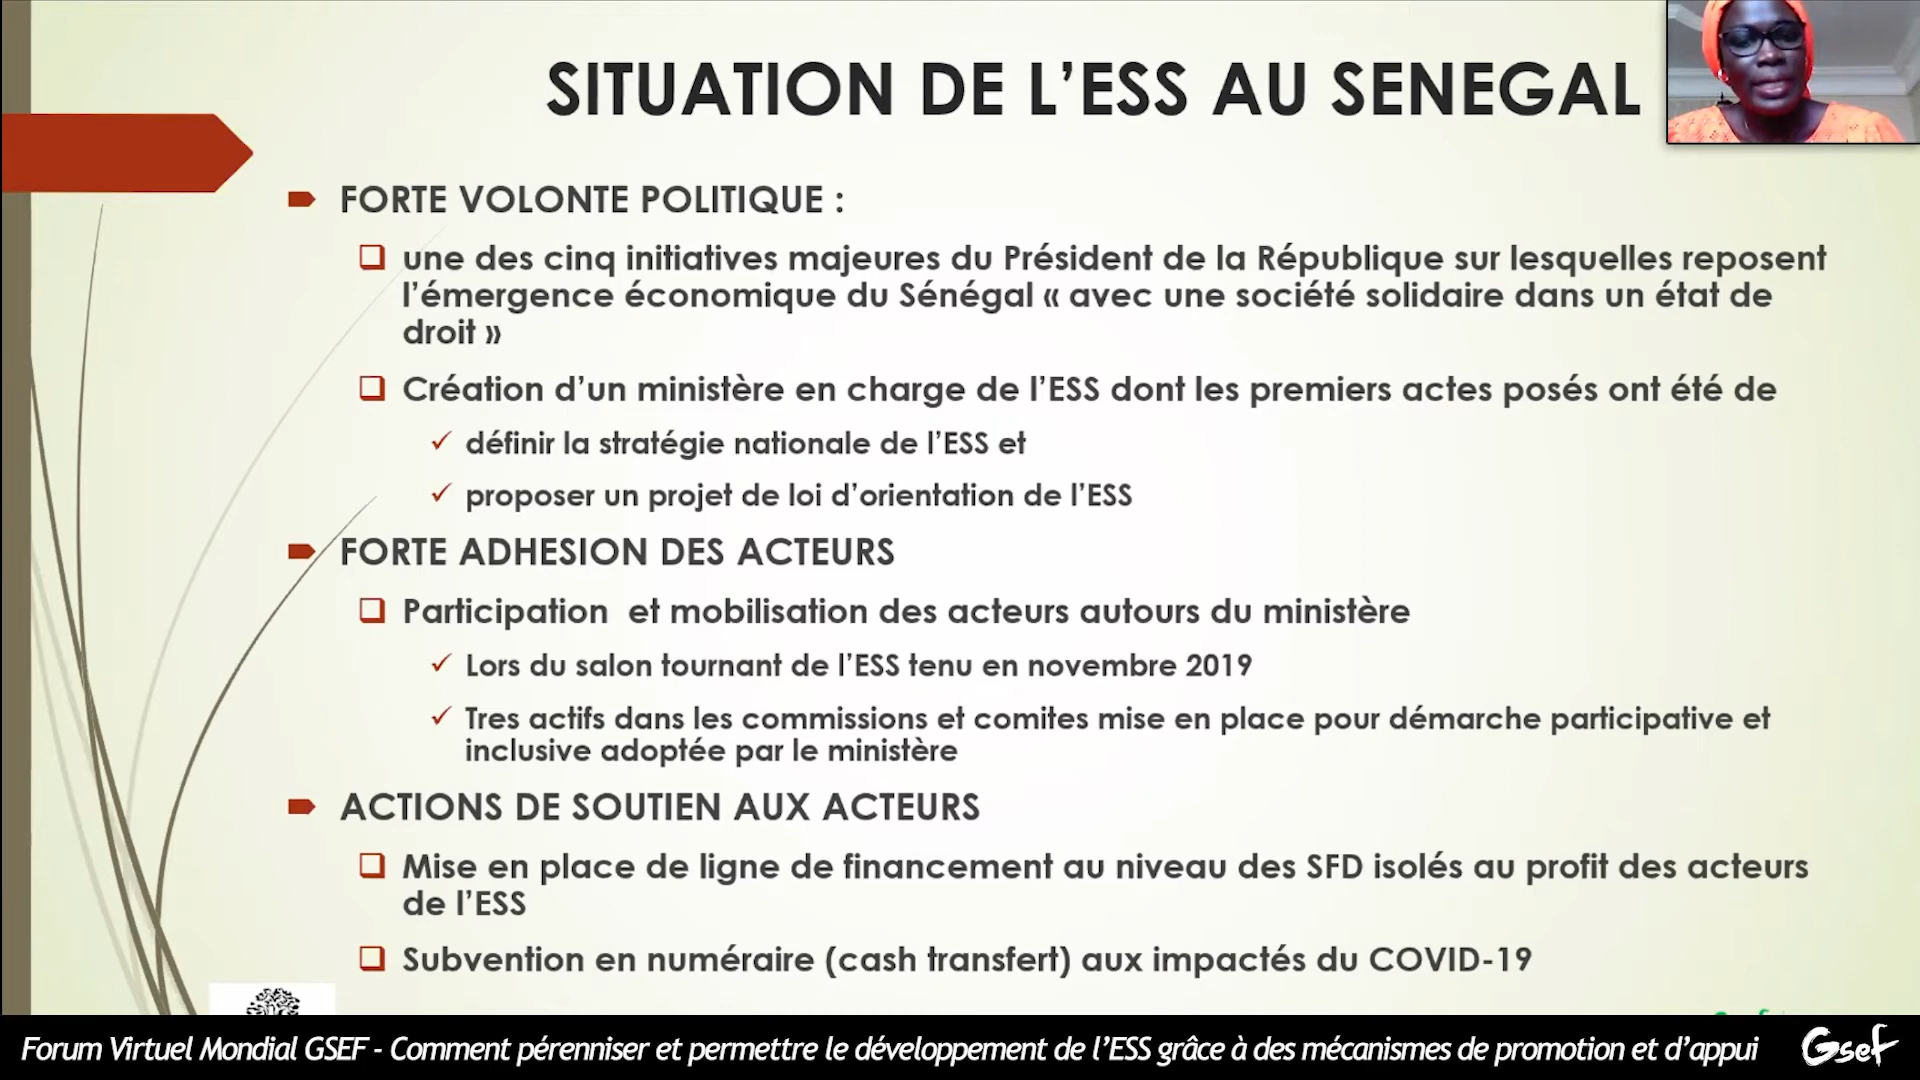 SITUATION DE L’ESS AU SENEGAL
FORTE VOLONTE POLITIQUE :
une des cinq initiatives majeures du Président de la République sur lesquelles reposent
l’émergence économique du Sénégal « avec une société solidaire dans un état de
droit »
Création d’un ministère en charge de l’ESS dont les premiers actes posés ont été de
définir la stratégie nationale de l’ESS et
proposer un projet de loi d’orientation de l’ESS
FORTE ADHESION DES ACTEURS
Participation et mobilisation des acteurs autours du ministère
Lors du salon tournant de l’ESS tenu en novembre 2019
Tres actifs dans les commissions et comites mise en place pour démarche participative et
inclusive adoptée par le ministère
ACTIONS DE SOUTIEN AUX ACTEURS
Mise en place de ligne de financement au niveau des SFD isolés au profit des acteurs
de l’ESS
Subvention en numéraire (cash transfert) aux impactés du COVID-19
Forum Virtuel Mondial GSEF - Comment pérenniser et permettre le développement de l’ESS grâce à des mécanismes de promotion et d’appui
Gsef